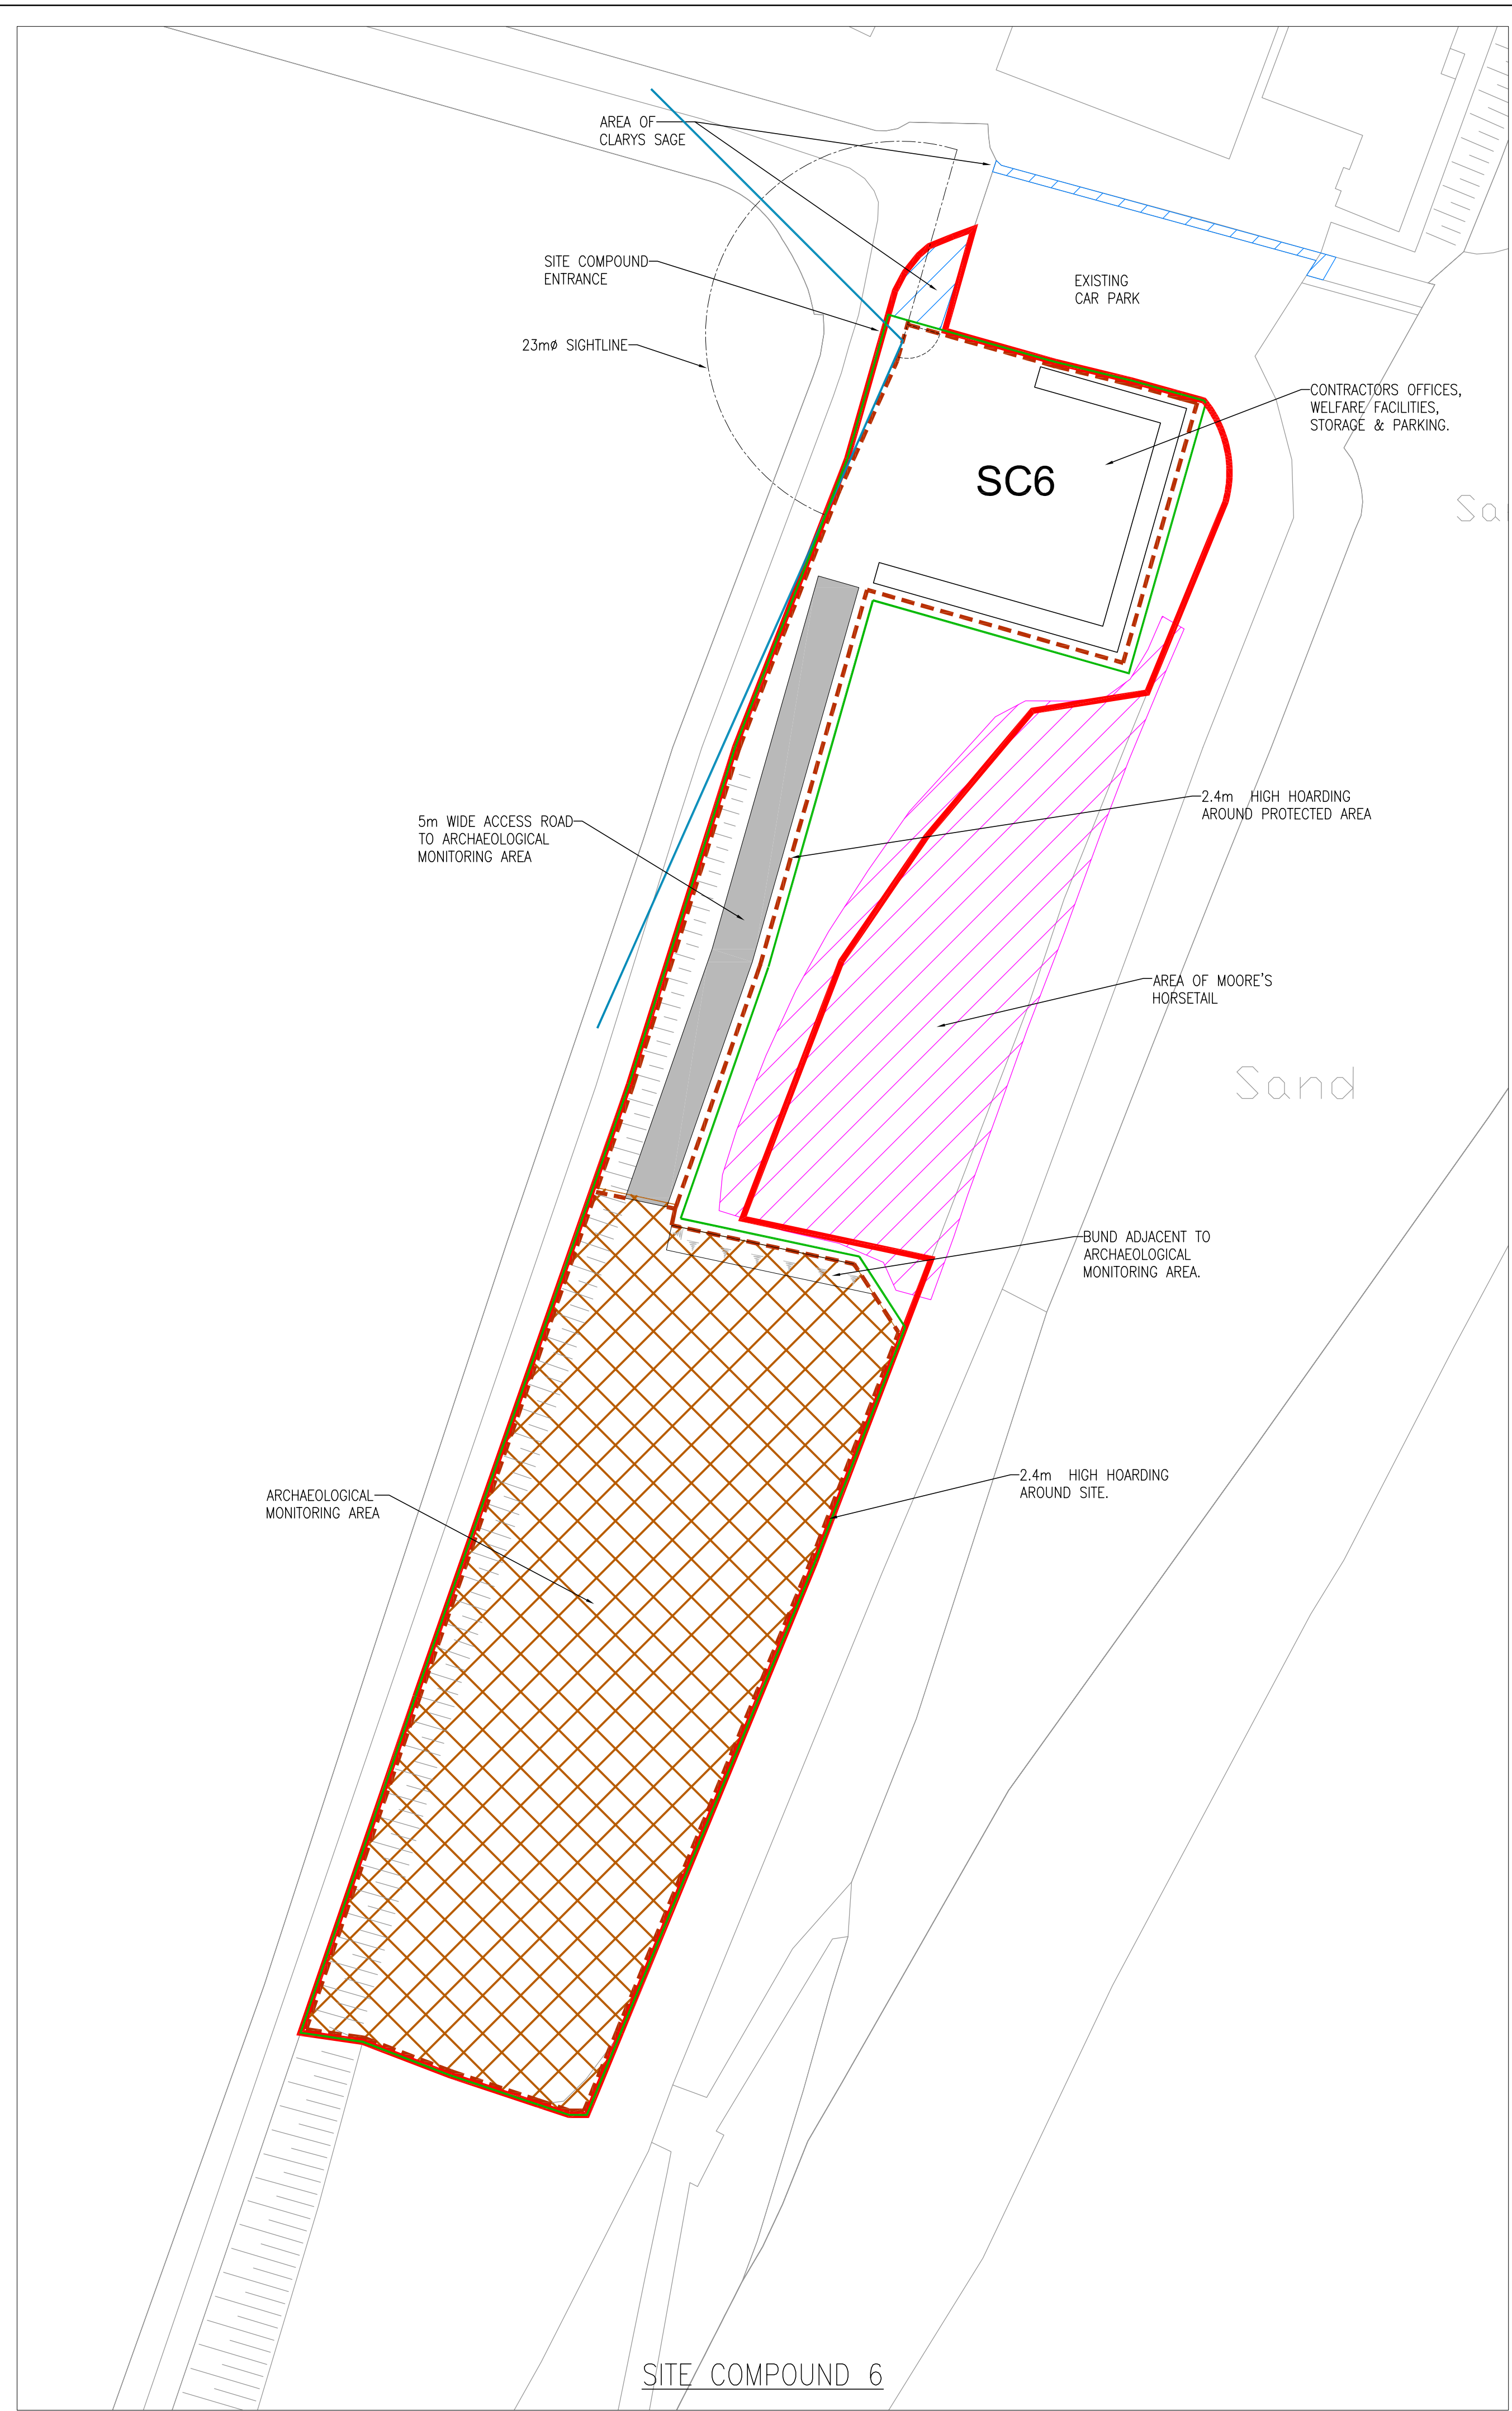 AREA OF
CLARYS SAGE
SITE COMPOUND
ENTRANCE
EXISTING
CAR PARK
23mø SIGHTLINE
CONTRACTORS OFFICES,
WELFARE FACILITIES,
STORAGE & PARKING.
SC6
Sa
2.4m HIGH HOARDING
AROUND PROTECTED AREA
5m WIDE ACCESS ROAD
TO ARCHAEOLOGICAL
MONITORING AREA
AREA OF MOORE'S
HORSETAIL
Sand
BUND ADJACENT TO
ARCHAEOLOGICAL
MONITORING AREA.
2.4m HIGH HOARDING
AROUND SITE.
ARCHAEOLOGICAL
MONITORING AREA
SITE COMPOUND 6